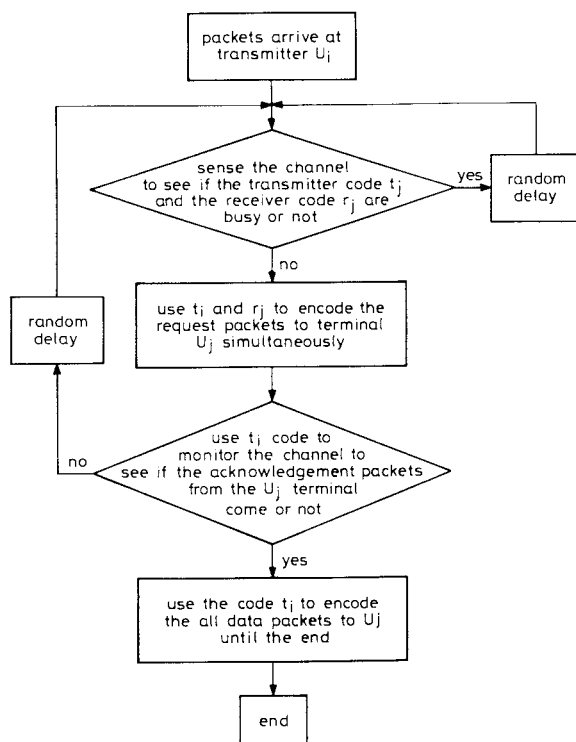 packets arrive at
transmitter Ui
sense the channel
to see if the transmitter code tj
and the receiver code rj are
busy or not
yes
random
delay
no
use ti and rj to encode the
request packets to terminal
Uj simultaneously
random
delay
use ti code to
monitor the channel to
see if the acknowledgement packets
from the Uj terminal
come or not
no
yes
use the code ti to encode
the all data packets to Uj
until the end
end